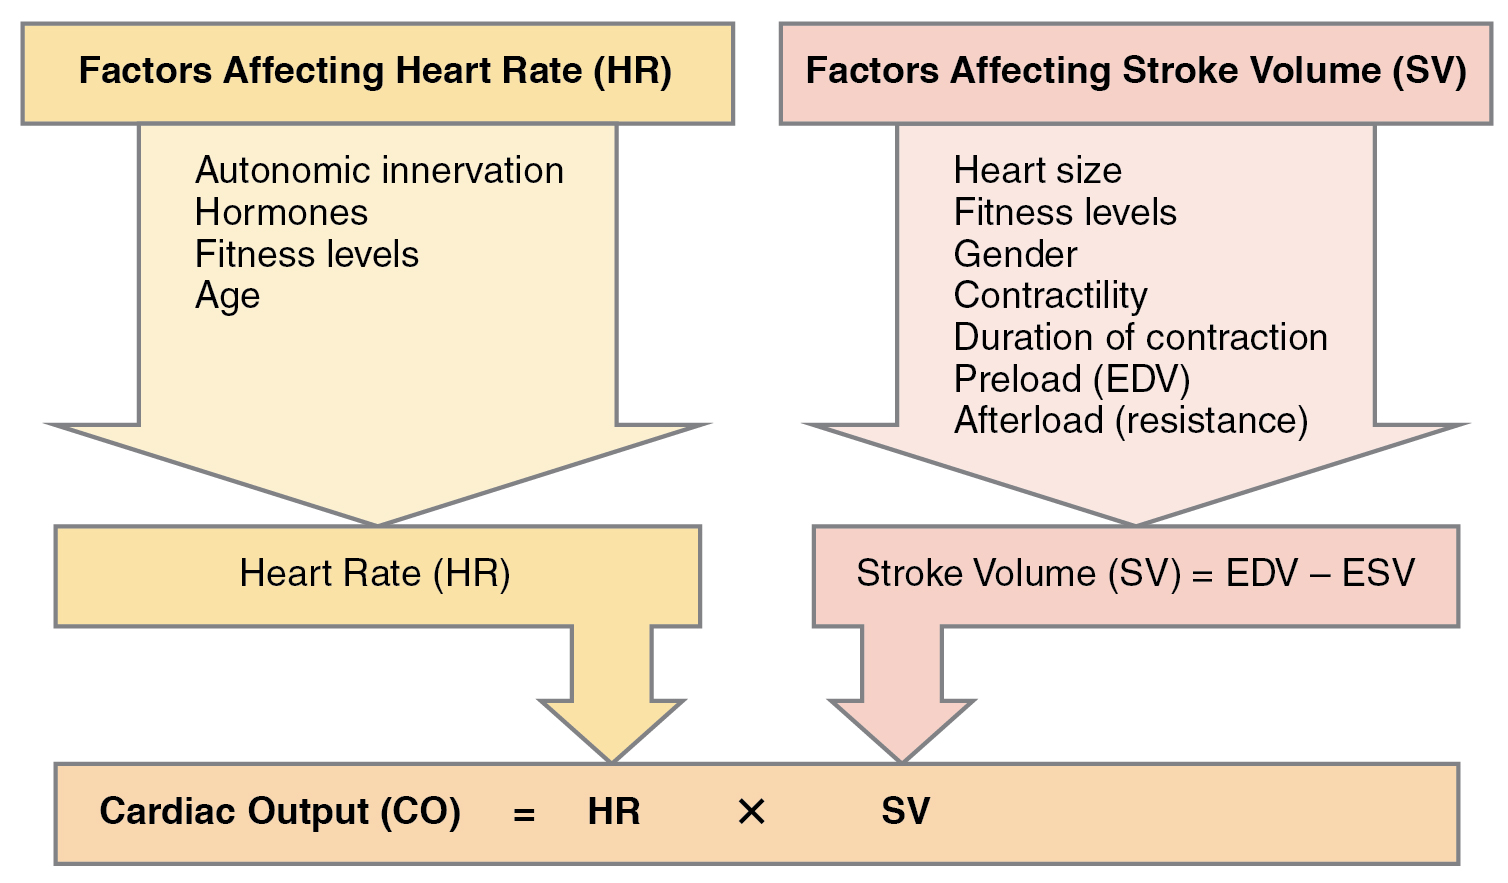 Factors Affecting Heart Rate (HR)
Autonomic innervation
Hormones
Fitness levels
Age
Heart Rate (HR)
Factors Affecting Stroke Volume (SV)
Heart size
Fitness levels
Gender
Contractility
Duration of contraction
Preload (EDV)
Afterload (resistance)
Stroke Volume (SV) = EDV – ESV
Cardiac Output (CO) = HR × SV